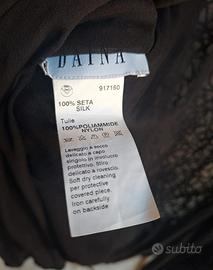 DAINA
917160
100% SETA
SILK
Tulle
100%POLIAMMIDE
NYLON
Lavaggio a secco
delicato a capo
singolo in involucro
protettivo. Stiro
delicato a rovescio.
Soft dry cleaning
per protective
covered piece.
Iron carefully
on backside
subito